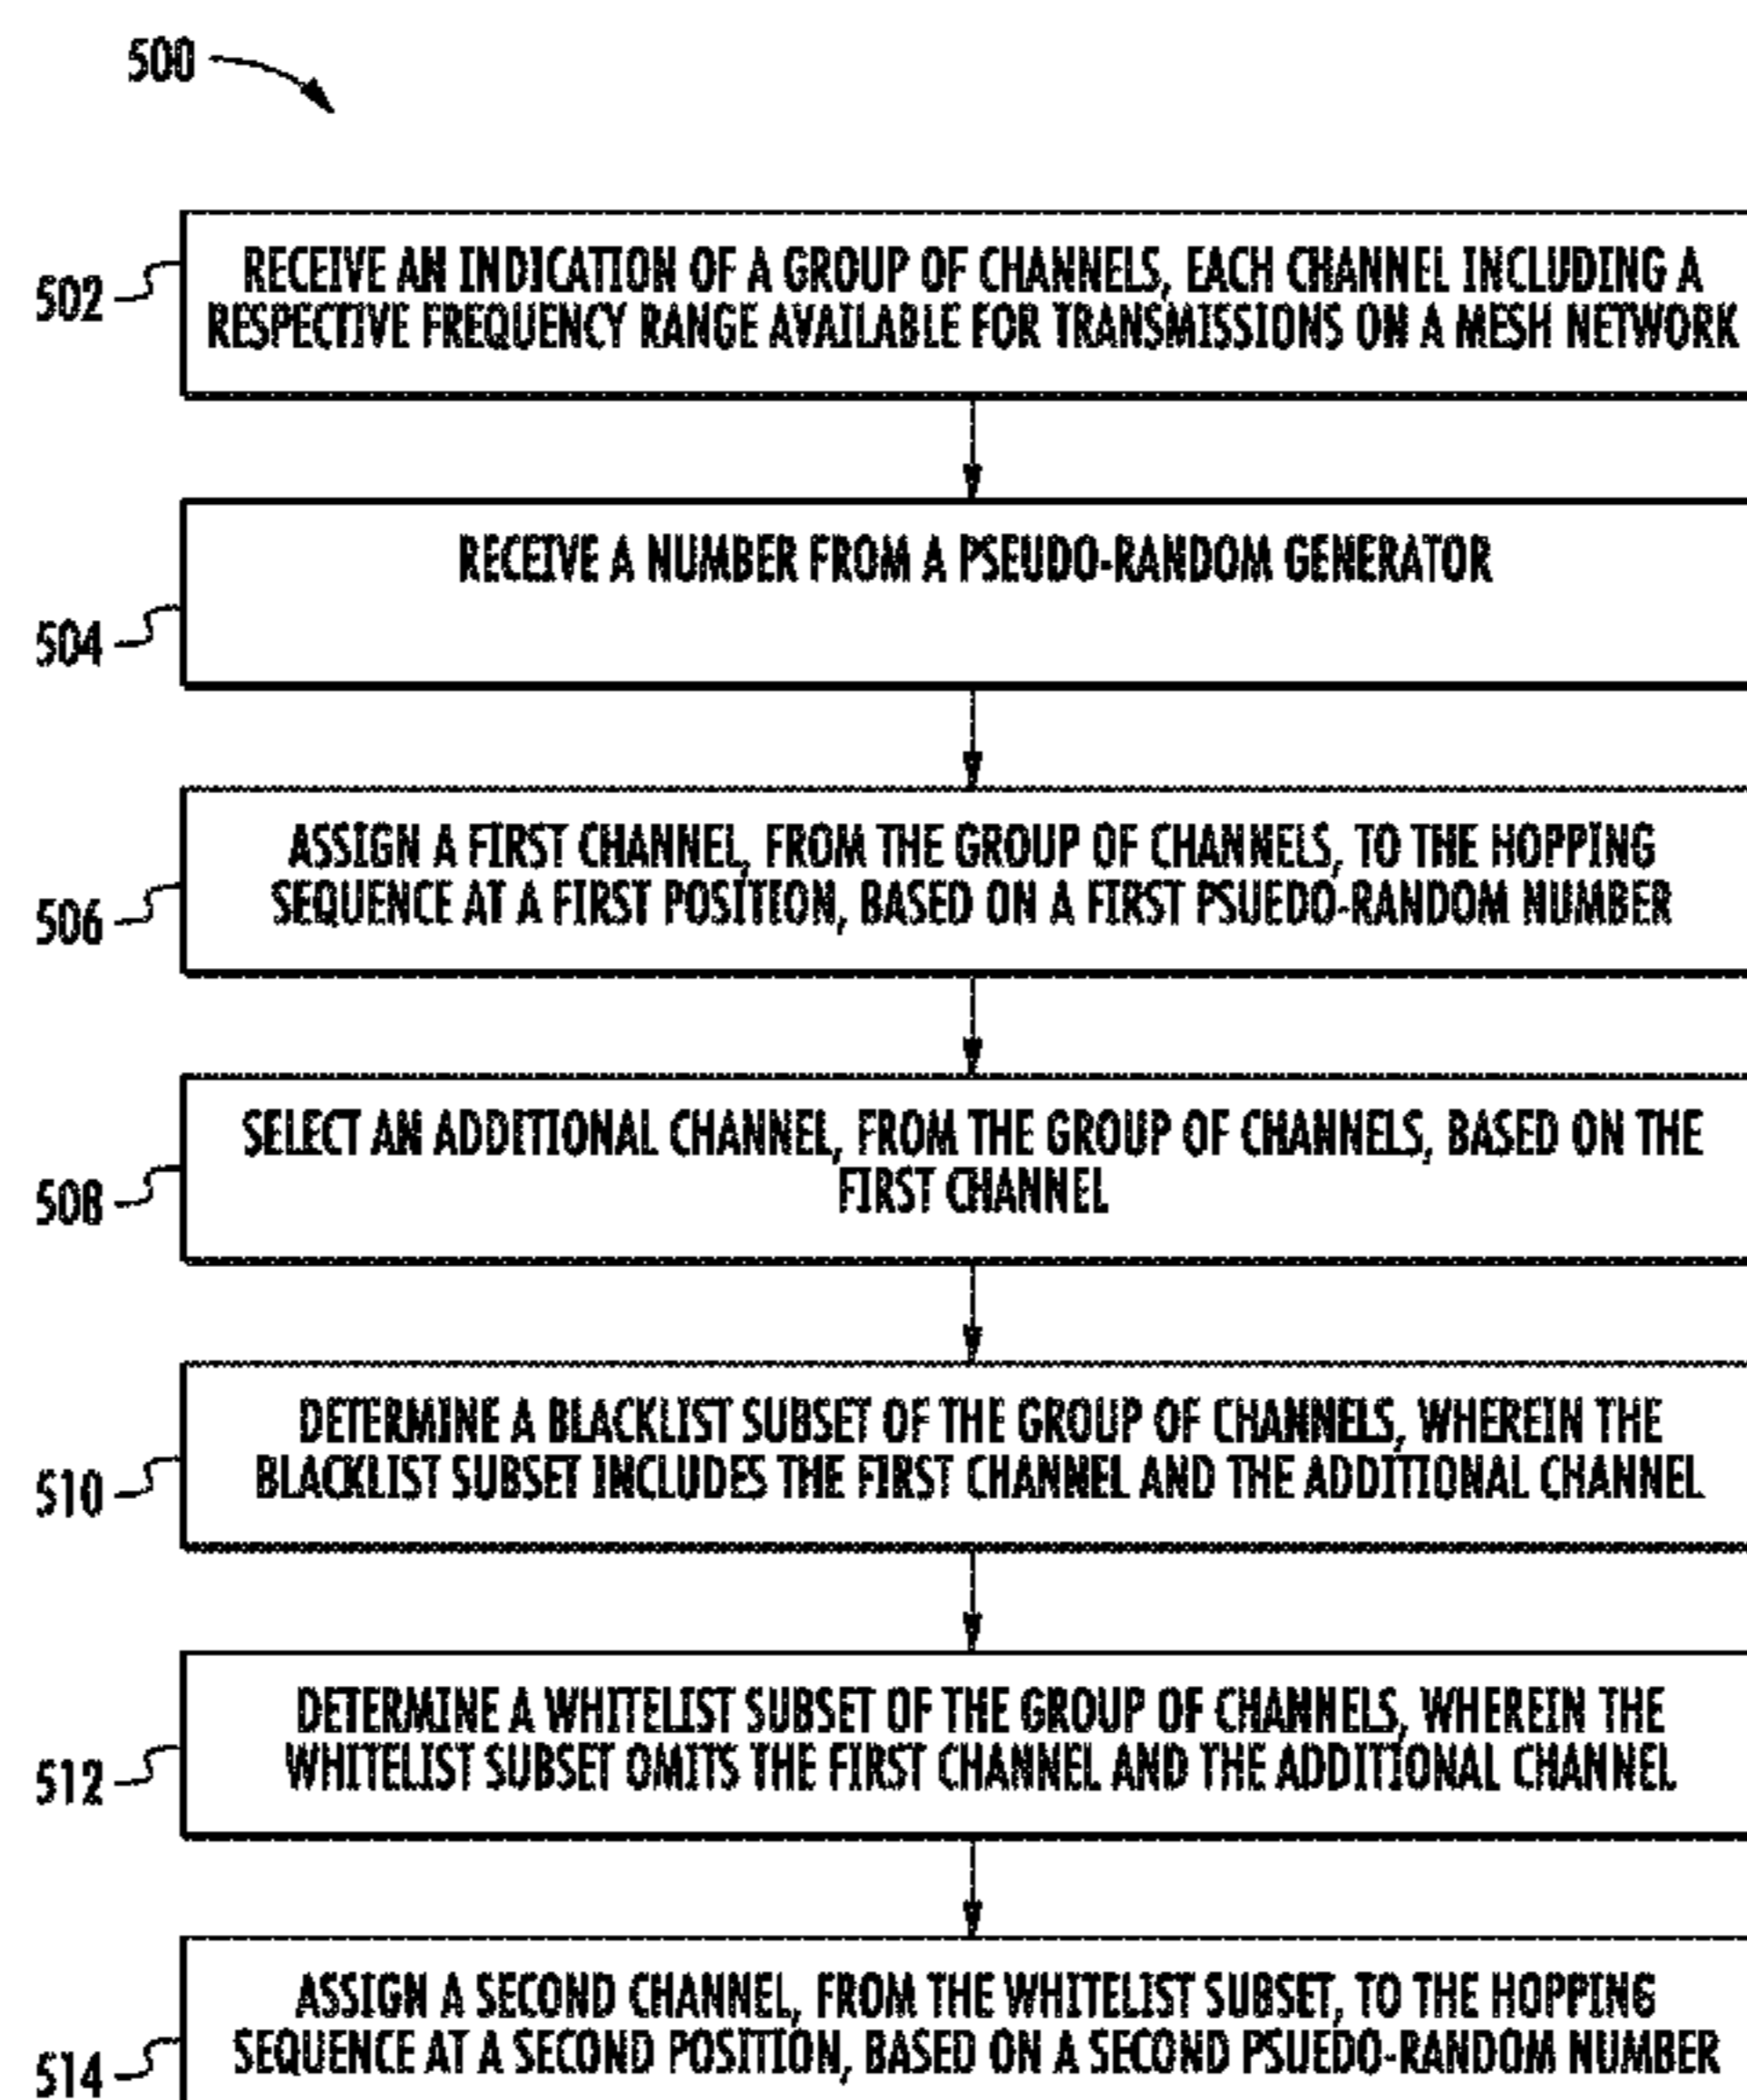 500
502
RECEIVE AN INDICATION OF A GROUP OF CHANNELS, EACH CHANNEL INCLUDING A
RESPECTIVE FREQUENCY RANGE AVAILABLE FOR TRANSMISSIONS ON A MESH NETWORK
504
RECEIVE A NUMBER FROM A PSEUDO-RANDOM GENERATOR
506
ASSIGN A FIRST CHANNEL, FROM THE GROUP OF CHANNELS, TO THE HOPPING
SEQUENCE AT A FIRST POSITION, BASED ON A FIRST PSUEDO-RANDOM NUMBER
508
SELECT AN ADDITIONAL CHANNEL, FROM THE GROUP OF CHANNELS, BASED ON THE
FIRST CHANNEL
510
DETERMINE A BLACKLIST SUBSET OF THE GROUP OF CHANNELS, WHEREIN THE
BLACKLIST SUBSET INCLUDES THE FIRST CHANNEL AND THE ADDITIONAL CHANNEL
512
DETERMINE A WHITELIST SUBSET OF THE GROUP OF CHANNELS, WHEREIN THE
WHITELIST SUBSET OMITS THE FIRST CHANNEL AND THE ADDITIONAL CHANNEL
514
ASSIGN A SECOND CHANNEL, FROM THE WHITELIST SUBSET, TO THE HOPPING
SEQUENCE AT A SECOND POSITION, BASED ON A SECOND PSUEDO-RANDOM NUMBER